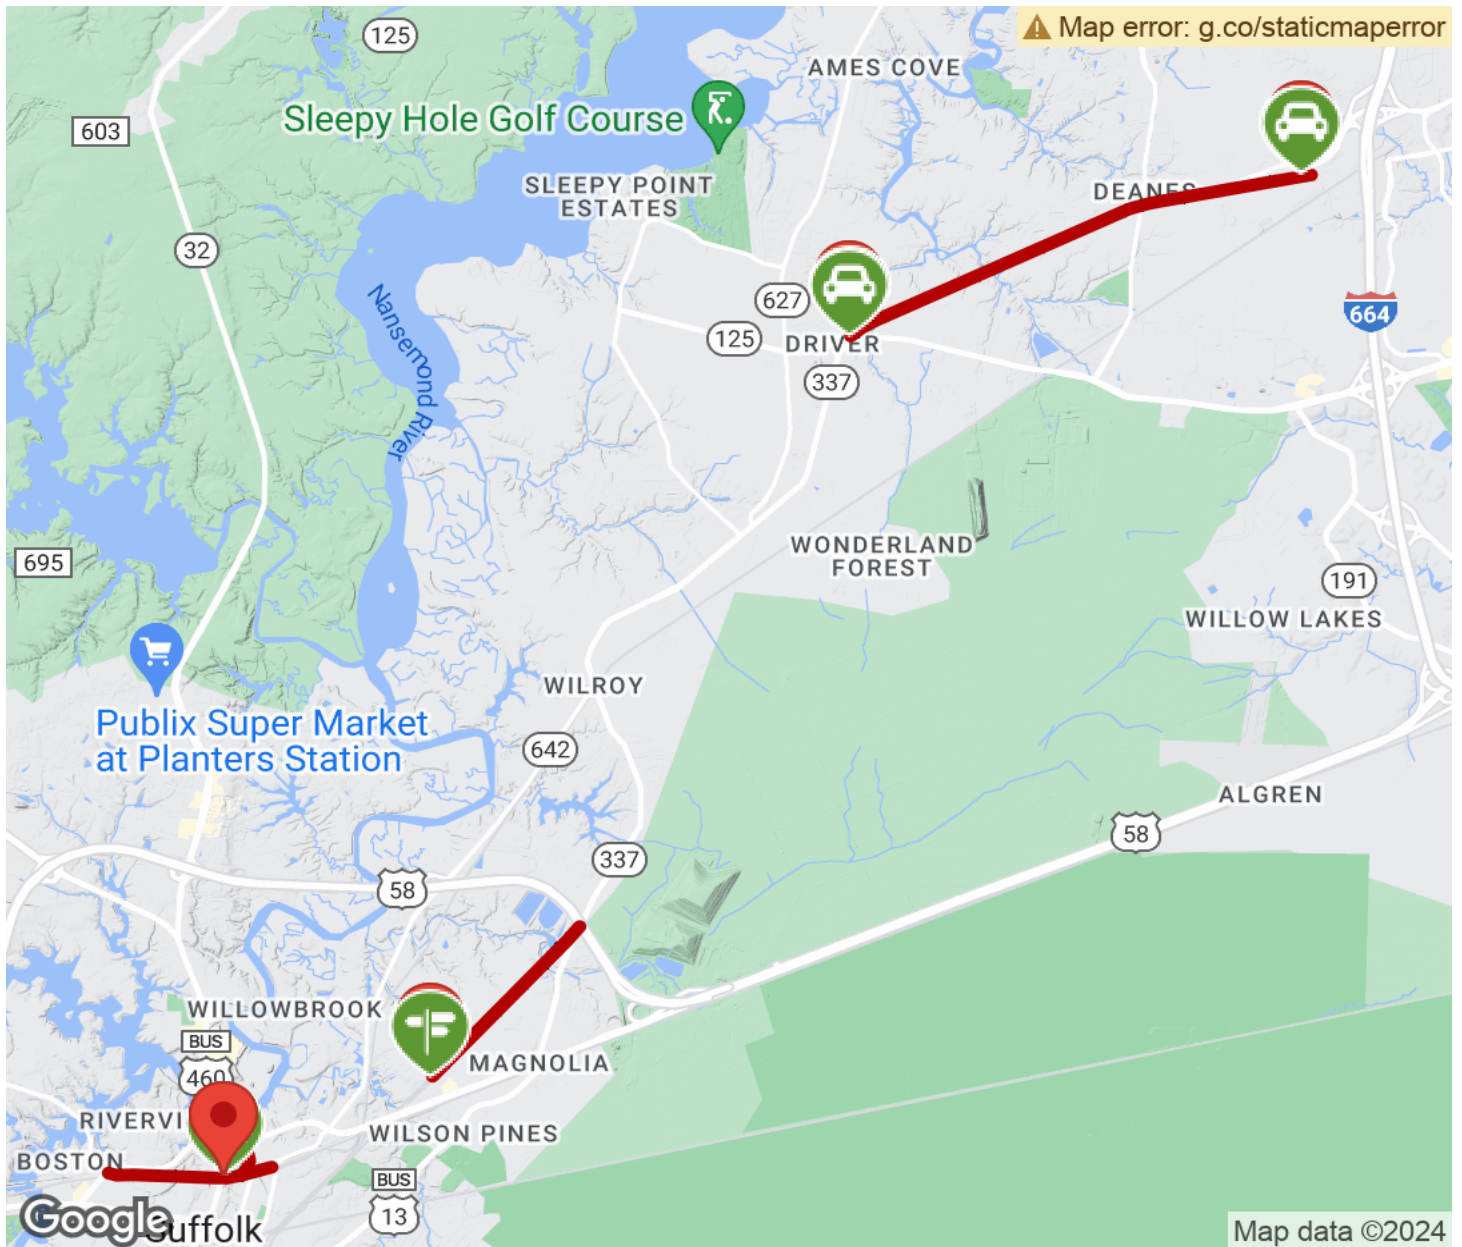 Map error: g.co/staticmaperror
125
AMES COVE
Sleepy Hole Golf Course
603
SLEEPY POINT
ESTATES
DEANES
32
627
664
Nansemond River
125
DRIVER
337
WONDERLAND
FOREST
695
191
WILLOW LAKES
WILROY
Publix Super Market
at Planters Station
642
ALGREN
58
337
58
WILLOWBROOK
BUS
460
MAGNOLIA
RIVERVI
WILSON PINES
BOSTON
BUS
13
Google
Suffolk
Map data ©2024